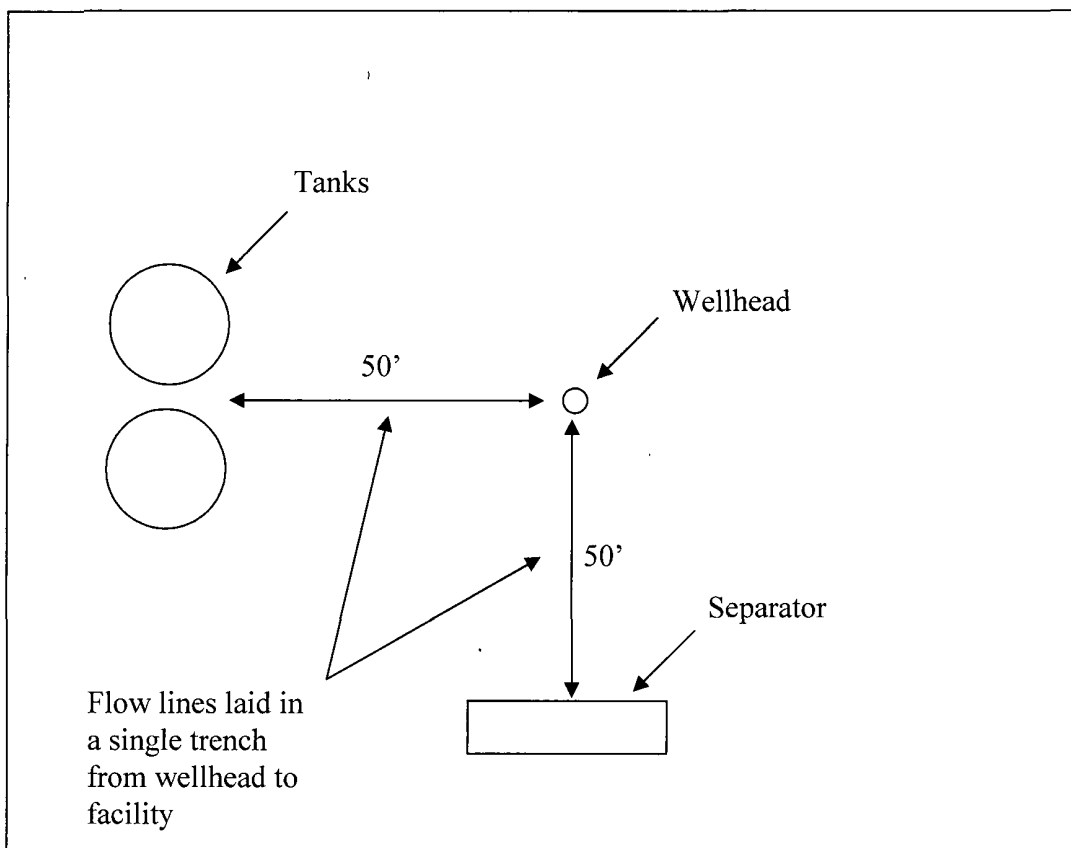 Tanks
Wellhead
50’
50’
Separator
Flow lines laid in
a single trench
from wellhead to
facility